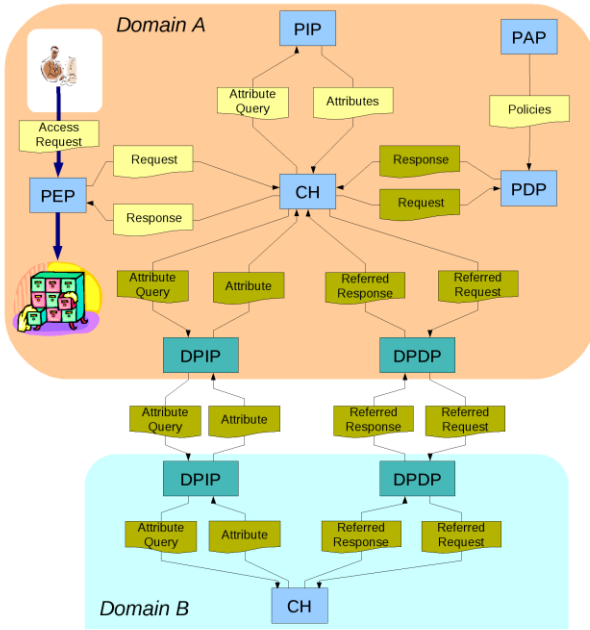 Domain A
PIP
PAP
Attribute
Query
Attributes
Policies
Access
Request
Request
Response
PEP
CH
PDP
Response
Request
Attribute
Query
Attribute
Referred
Response
Referred
Request
DPIP
DPDP
Attribute
Query
Attribute
Referred
Response
Referred
Request
DPIP
DPDP
Attribute
Query
Attribute
Referred
Response
Referred
Request
Domain B
CH